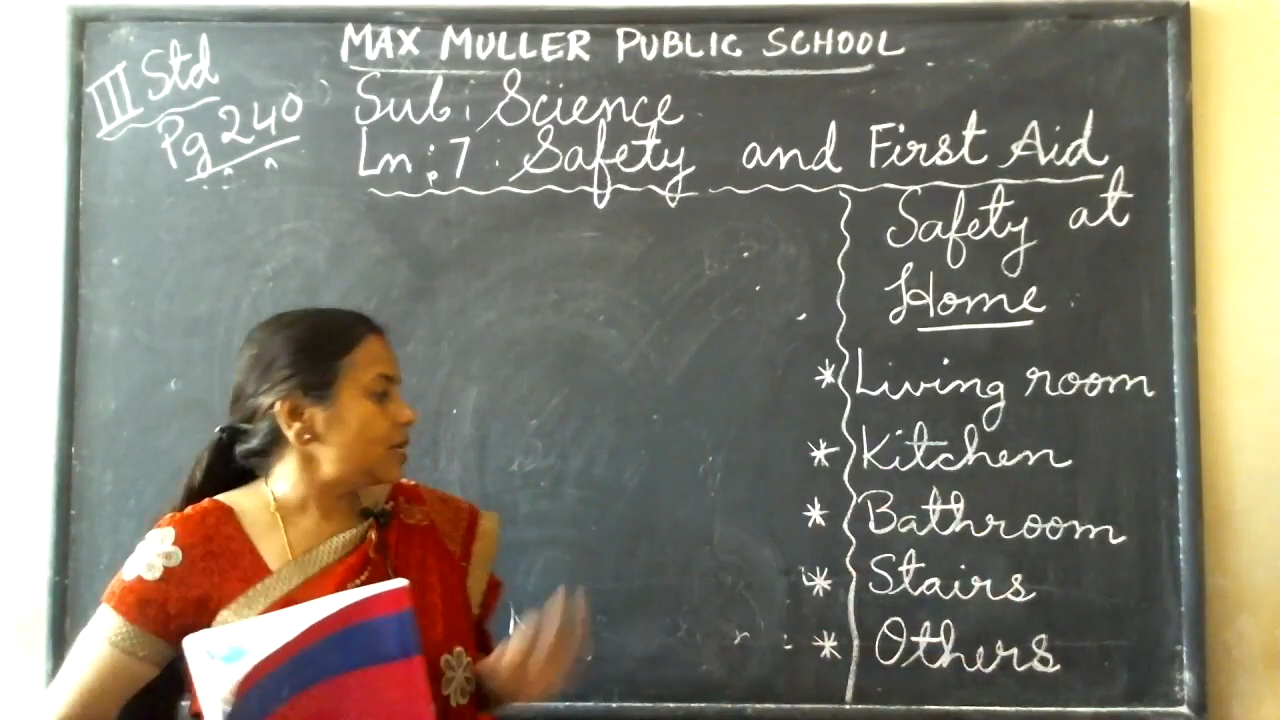 MAX MULLER PUBLIC SCHOOL
III Std
Pg 240
Sub: Science
Ln:7. Safety and First Aid
Safety at
Home
* Living room
* Kitchen
* Bathroom
* Stairs
* Others